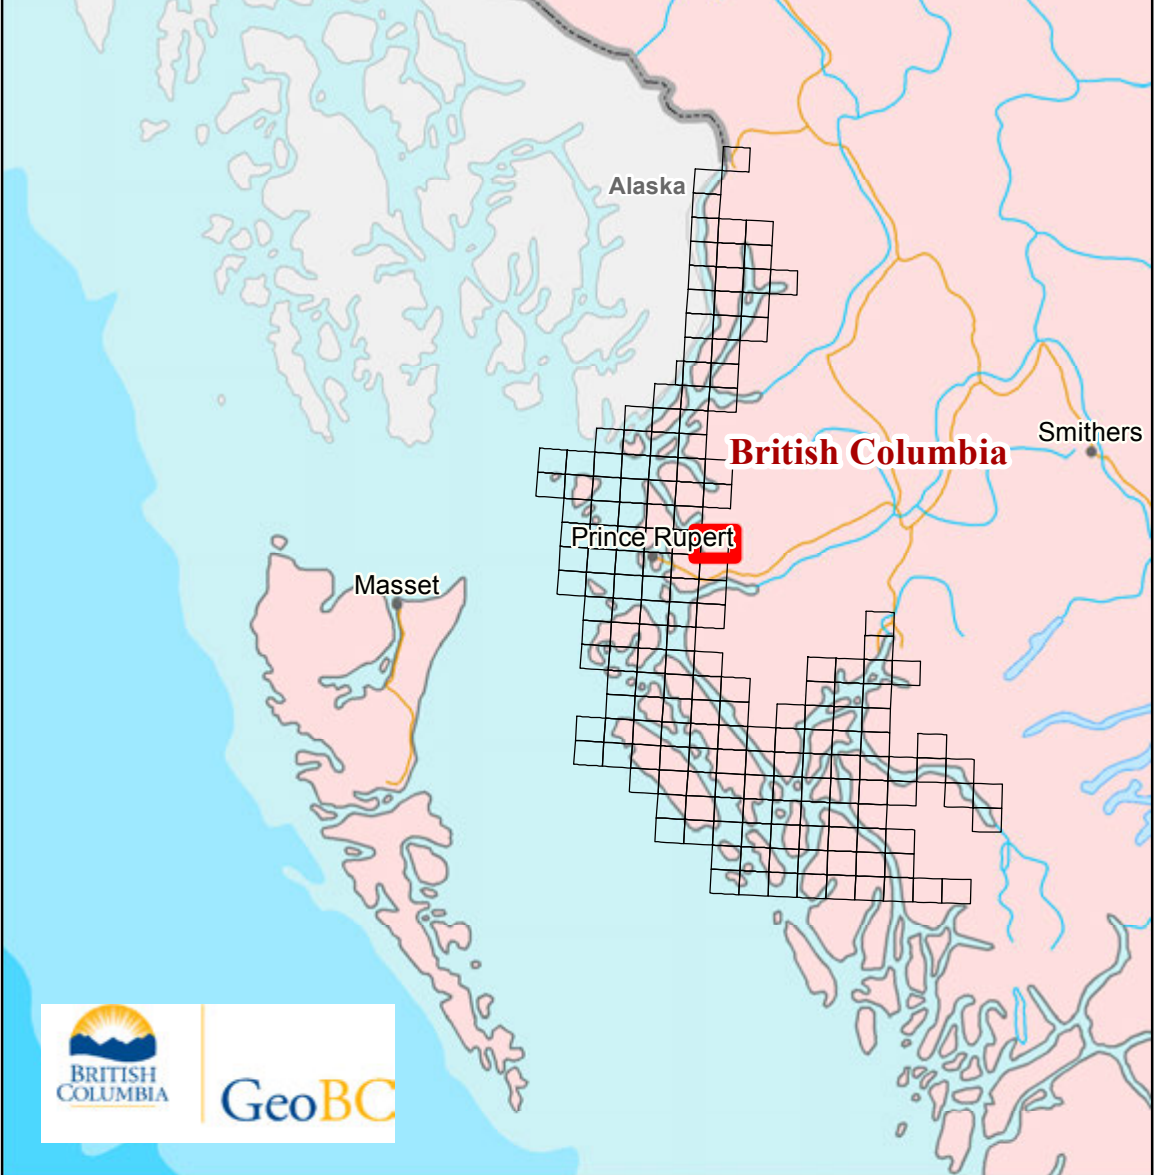 Alaska
British Columbia
Smithers
Prince Rupert
Masset
BRITISH
COLUMBIA
GeoBC